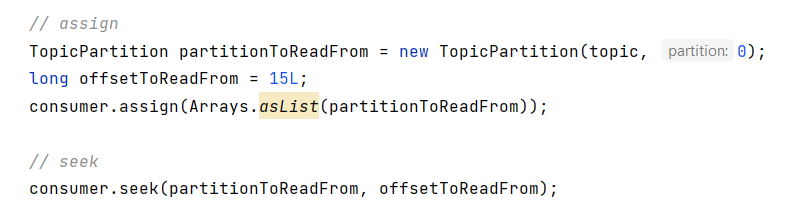 // assign
TopicPartition partitionToReadFrom = new TopicPartition(topic, partition: 0);
long offsetToReadFrom = 15L;
consumer.assign(Arrays.asList(partitionToReadFrom));
// seek
consumer.seek(partitionToReadFrom, offsetToReadFrom);